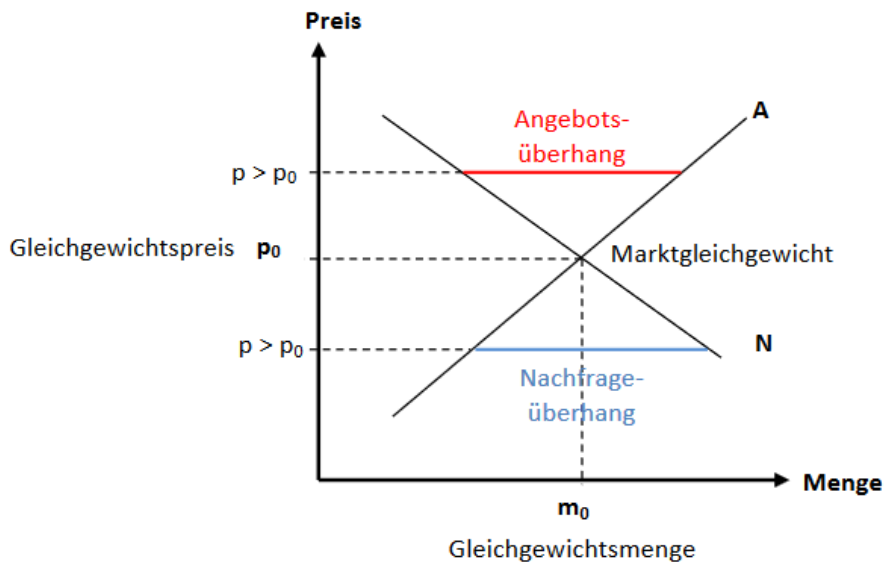 Preis
A
Angebots-
überhang
p > p₀
Gleichgewichtspreis p₀
Marktgleichgewicht
p > p₀
N
Nachfrage-
überhang
Menge
m₀
Gleichgewichtsmenge